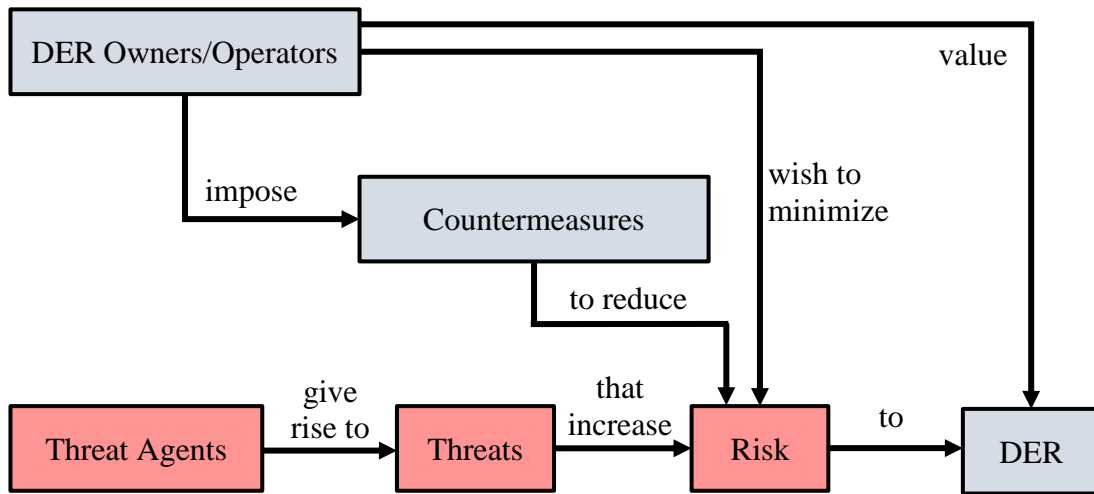 DER Owners/Operators
value
impose
wish to
minimize
Countermeasures
to reduce
give
rise to
that
increase
to
Threat Agents
Threats
Risk
DER